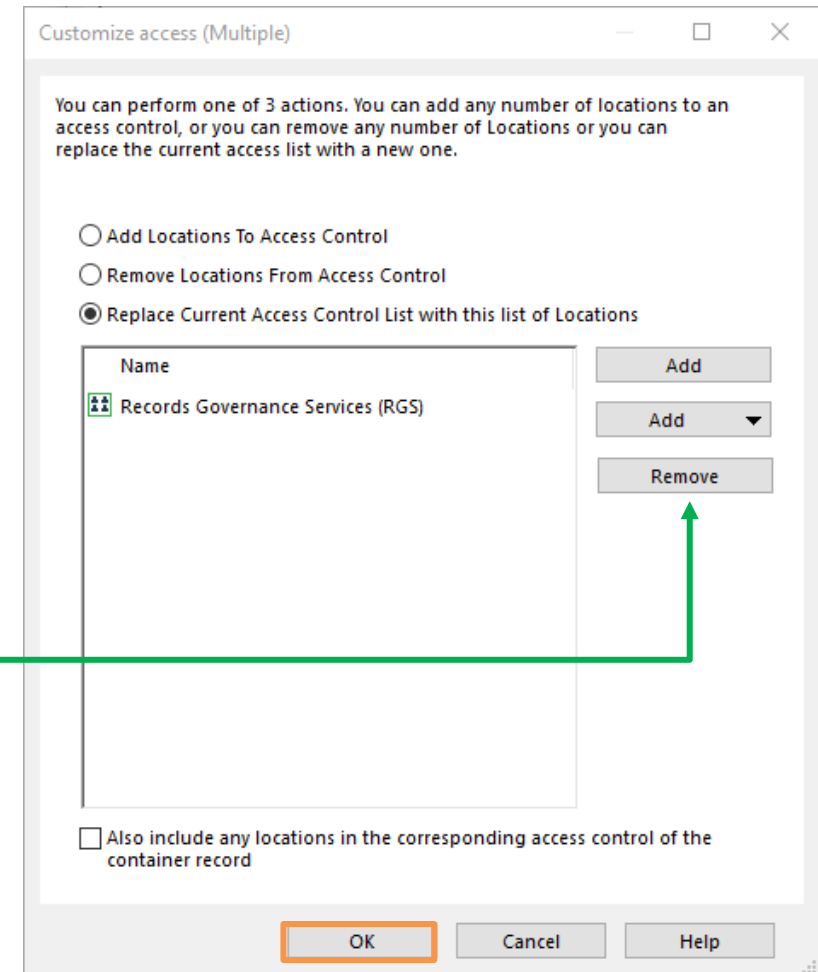 Customize access (Multiple)
You can perform one of 3 actions. You can add any number of locations to an
access control, or you can remove any number of Locations or you can
replace the current access list with a new one.
Add Locations To Access Control
Remove Locations From Access Control
Replace Current Access Control List with this list of Locations
Name
Add
Records Governance Services (RGS)
Add
Remove
Also include any locations in the corresponding access control of the
container record
OK
Cancel
Help